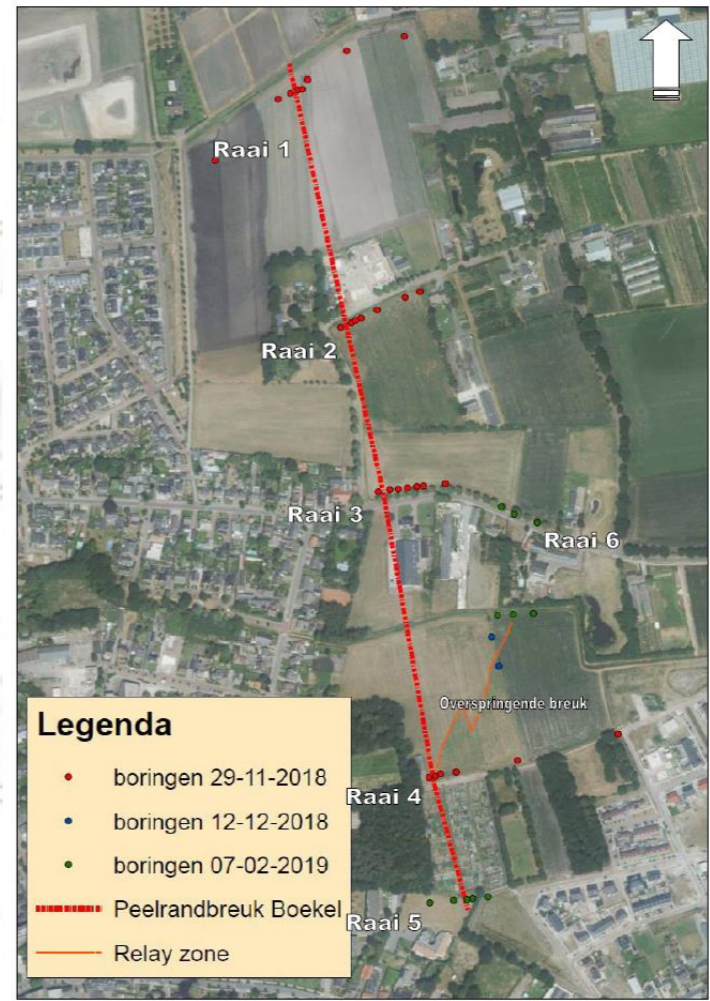 Raai 1
Raai 2
Raai 3
Raai 6
Overspringende breuk
Raai 4
Raai 5
Legenda
boringen 29-11-2018
boringen 12-12-2018
boringen 07-02-2019
Peelrandbreuk Boekel
Relay zone